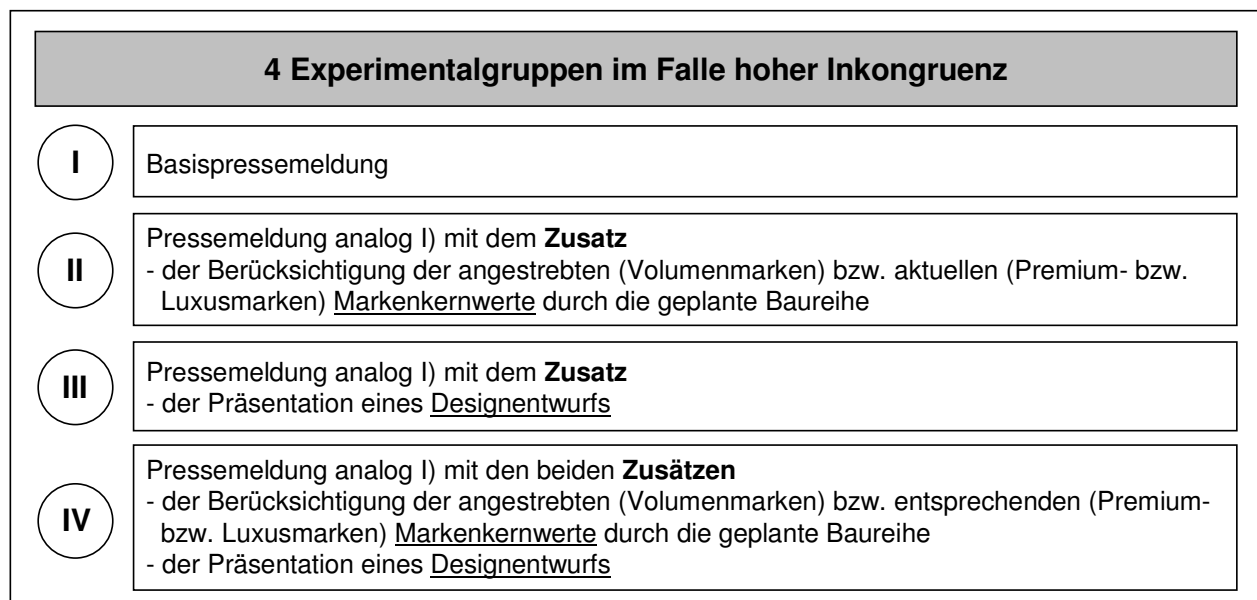 4 Experimentalgruppen im Falle hoher Inkongruenz
I
Basispressemeldung
II
Pressemeldung analog I) mit dem Zusatz
- der Berücksichtigung der angestrebten (Volumenmarken) bzw. aktuellen (Premium- bzw.
Luxusmarken) Markenkernwerte durch die geplante Baureihe
III
Pressemeldung analog I) mit dem Zusatz
- der Präsentation eines Designentwurfs
IV
Pressemeldung analog I) mit den beiden Zusätzen
- der Berücksichtigung der angestrebten (Volumenmarken) bzw. entsprechenden (Premium-
bzw. Luxusmarken) Markenkernwerte durch die geplante Baureihe
- der Präsentation eines Designentwurfs